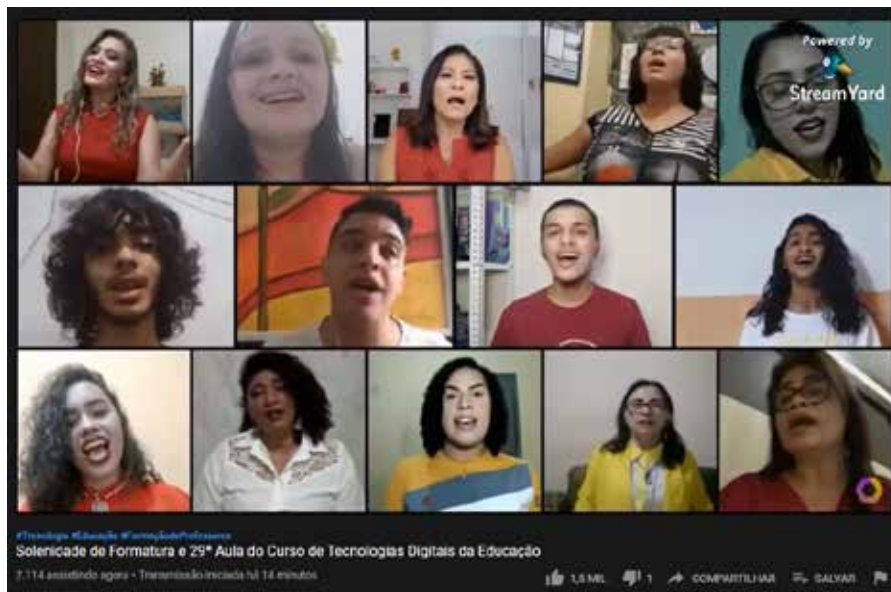 Powered by
StreamYard
#Tecnologia #Educação #FormaçãodeProfessores
Solenidade de Formatura e 29ª Aula do Curso de Tecnologias Digitais da Educação
7.114 assistindo agora • Transmissão iniciada há 14 minutos
1,5 MIL 1 COMPARTILHAR SALVAR